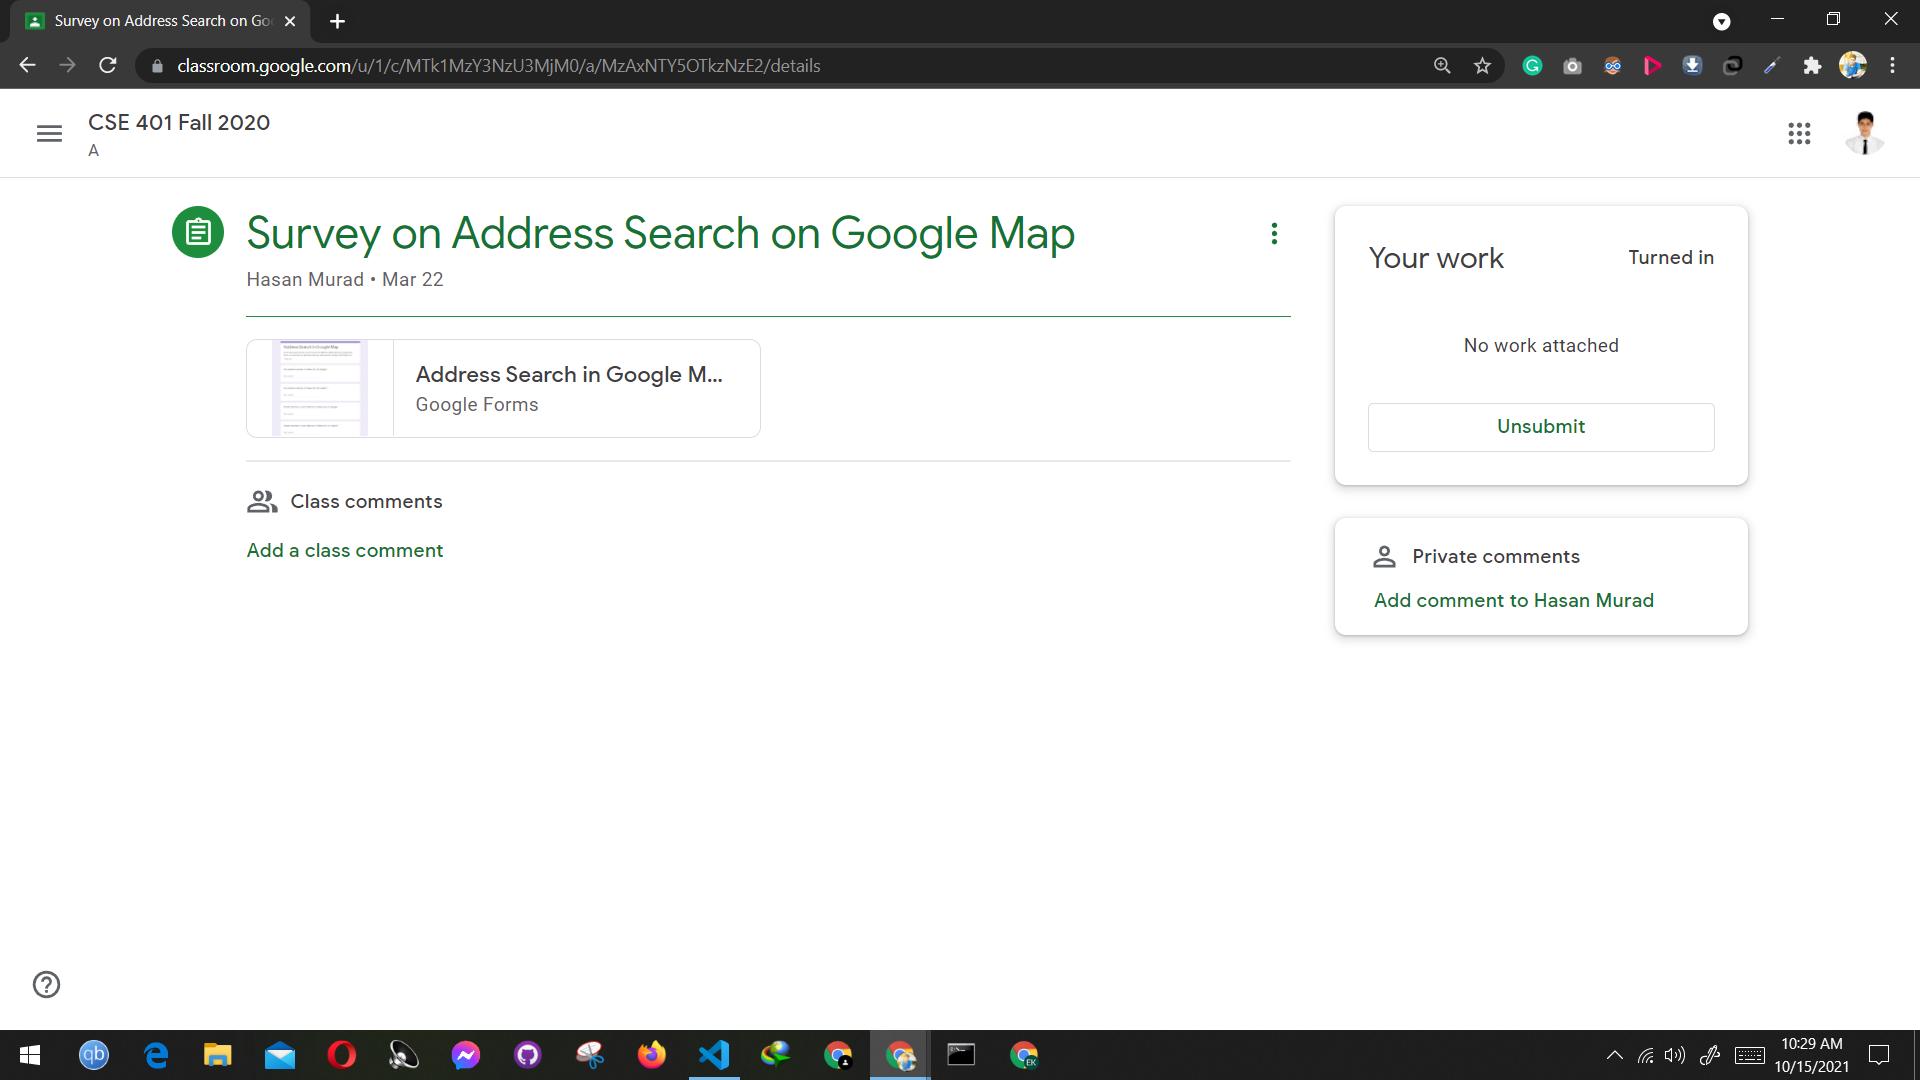 Survey on Address Search on Go
classroom.google.com/u/1/c/MTk1MzY3NzU3MjM0/a/MzAxNTY5OTkzNzE2/details
CSE 401 Fall 2020
A
Survey on Address Search on Google Map
Hasan Murad • Mar 22
Address Search in Google M...
Google Forms
Class comments
Add a class comment
Your work
Turned in
No work attached
Unsubmit
Private comments
Add comment to Hasan Murad
qb
EK
10:29 AM
10/15/2021